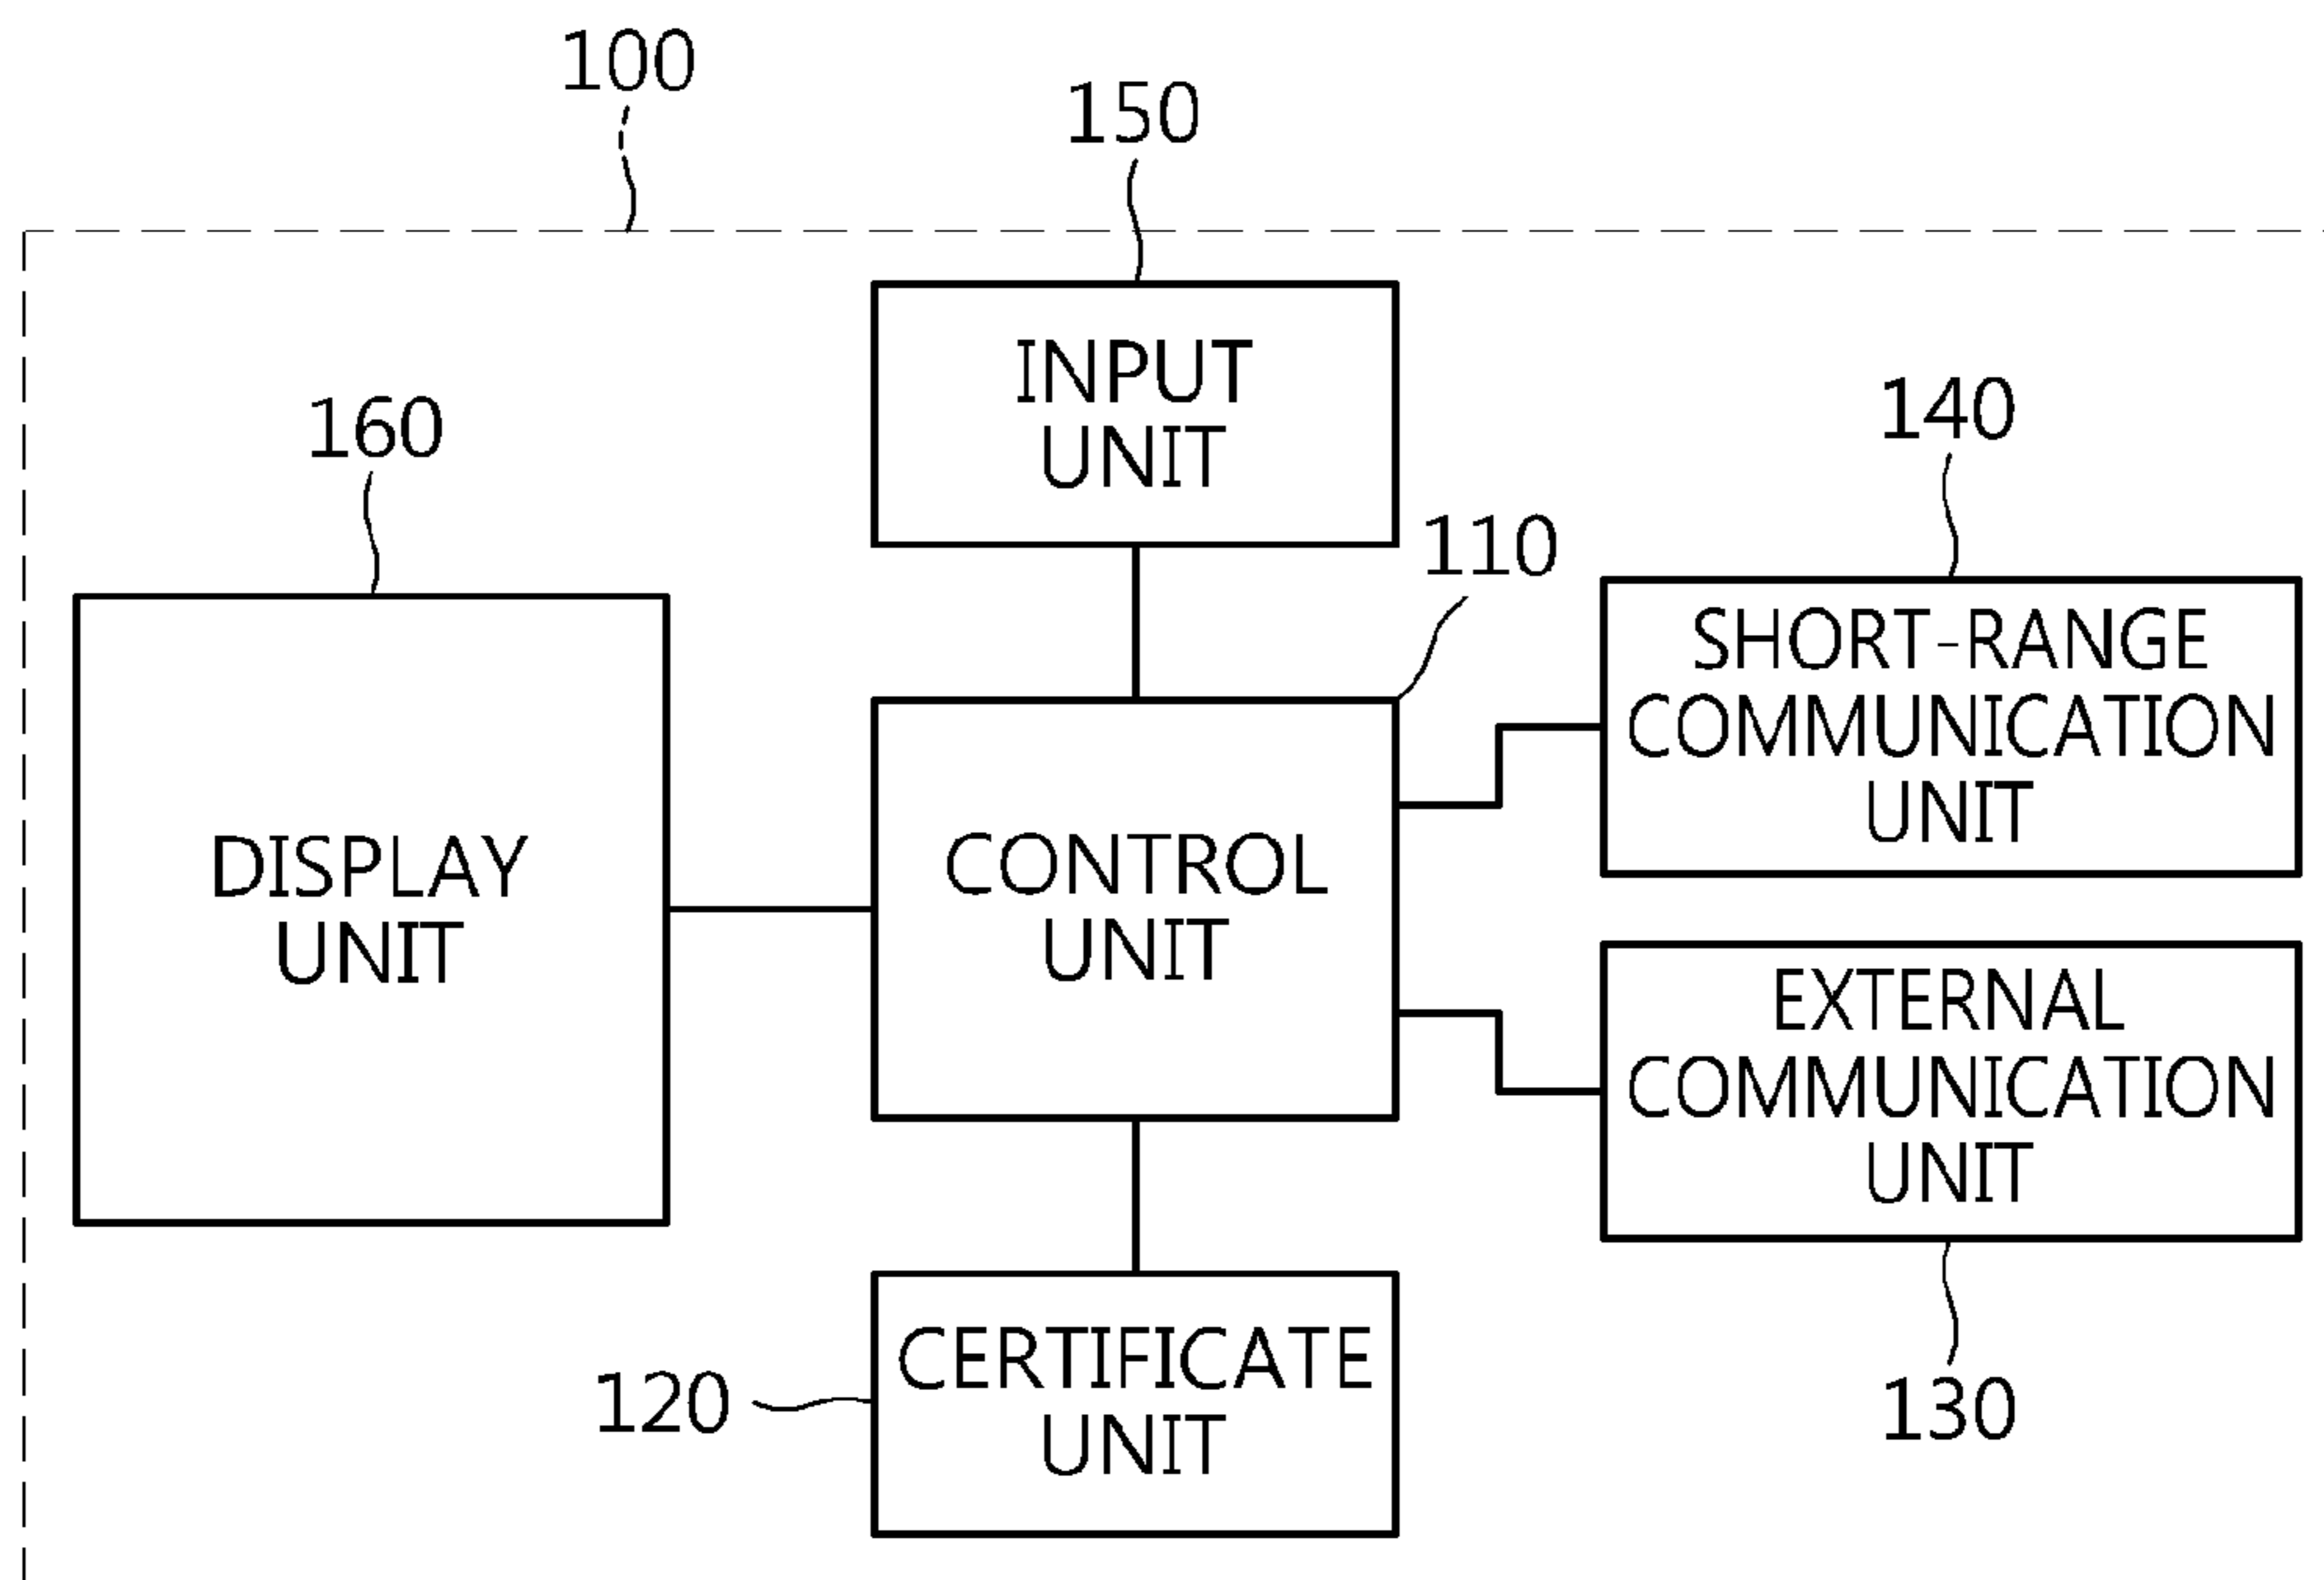 100
150
INPUT
UNIT
160
140
110
SHORT-RANGE
COMMUNICATION
UNIT
DISPLAY
UNIT
CONTROL
UNIT
EXTERNAL
COMMUNICATION
UNIT
CERTIFICATE
UNIT
120
130